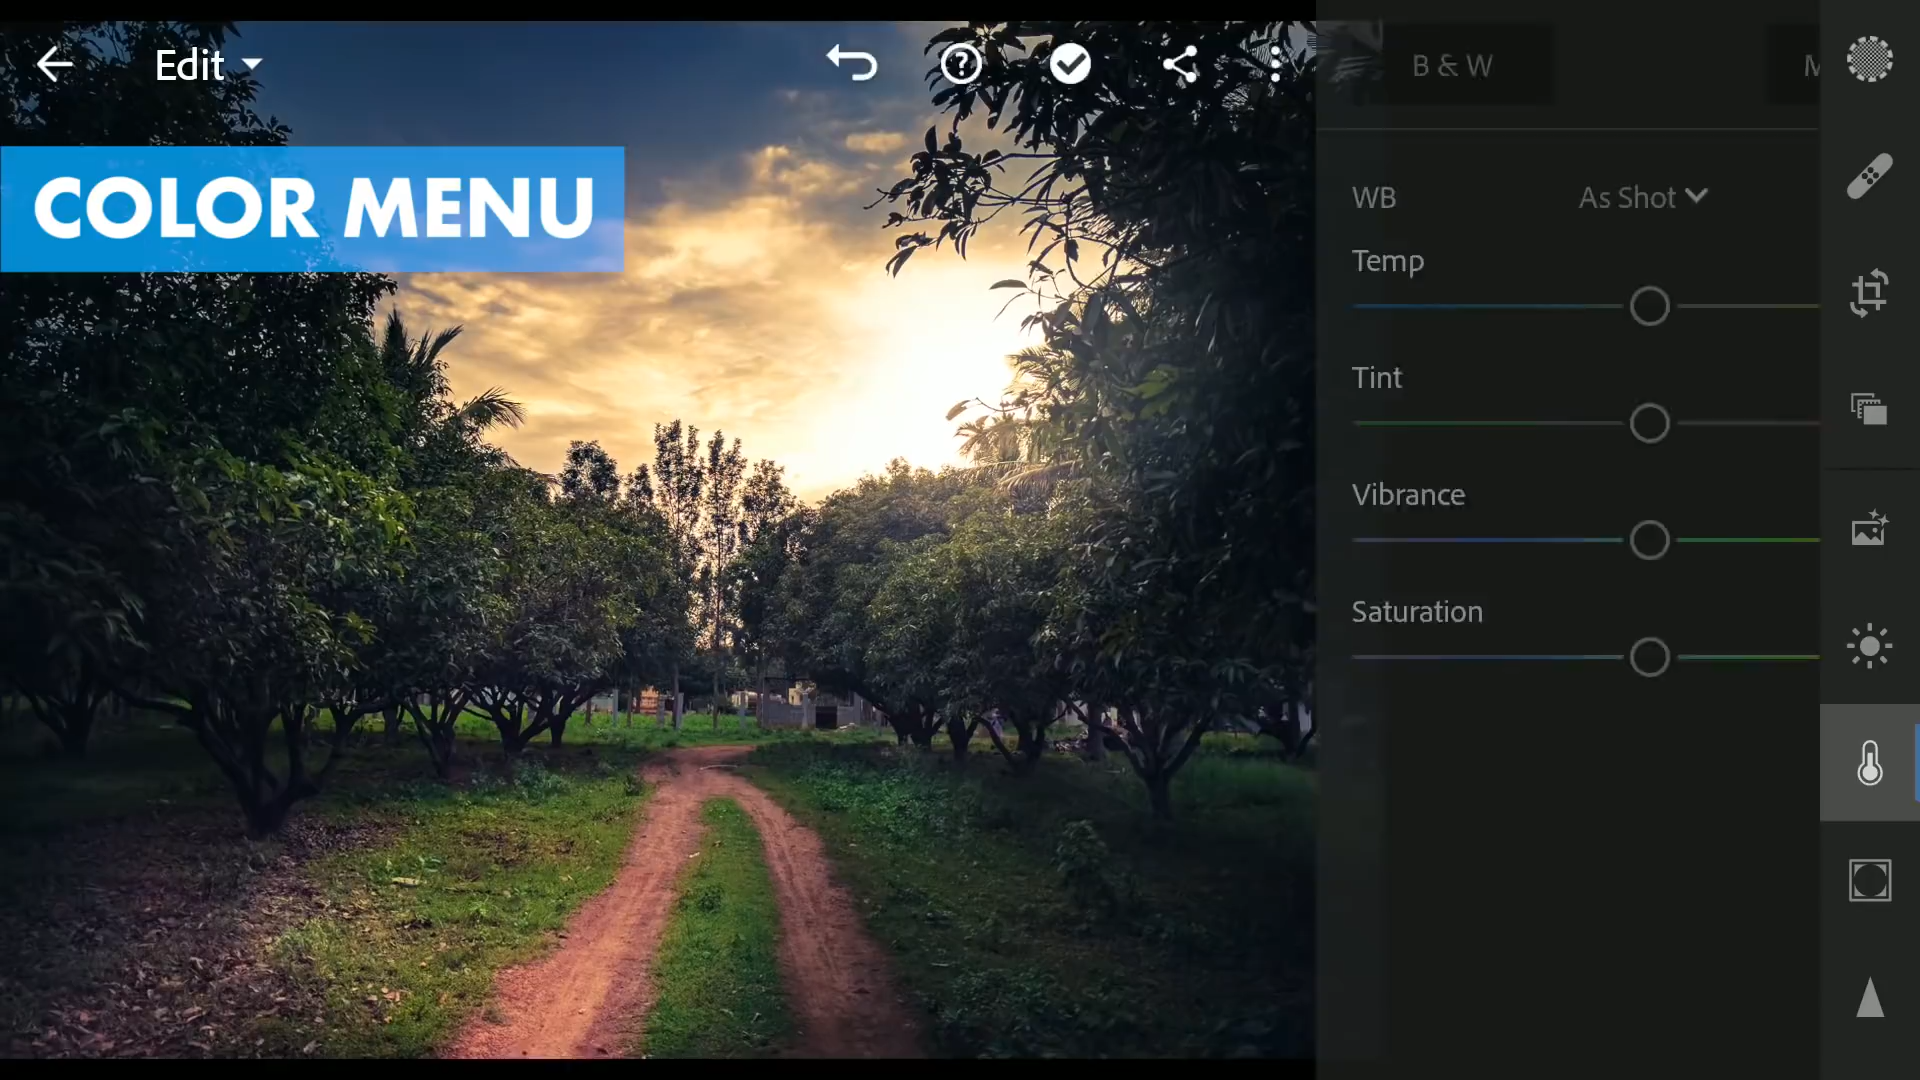 Edit
B & W
M
COLOR MENU
WB
As Shot
Temp
Tint
Vibrance
Saturation